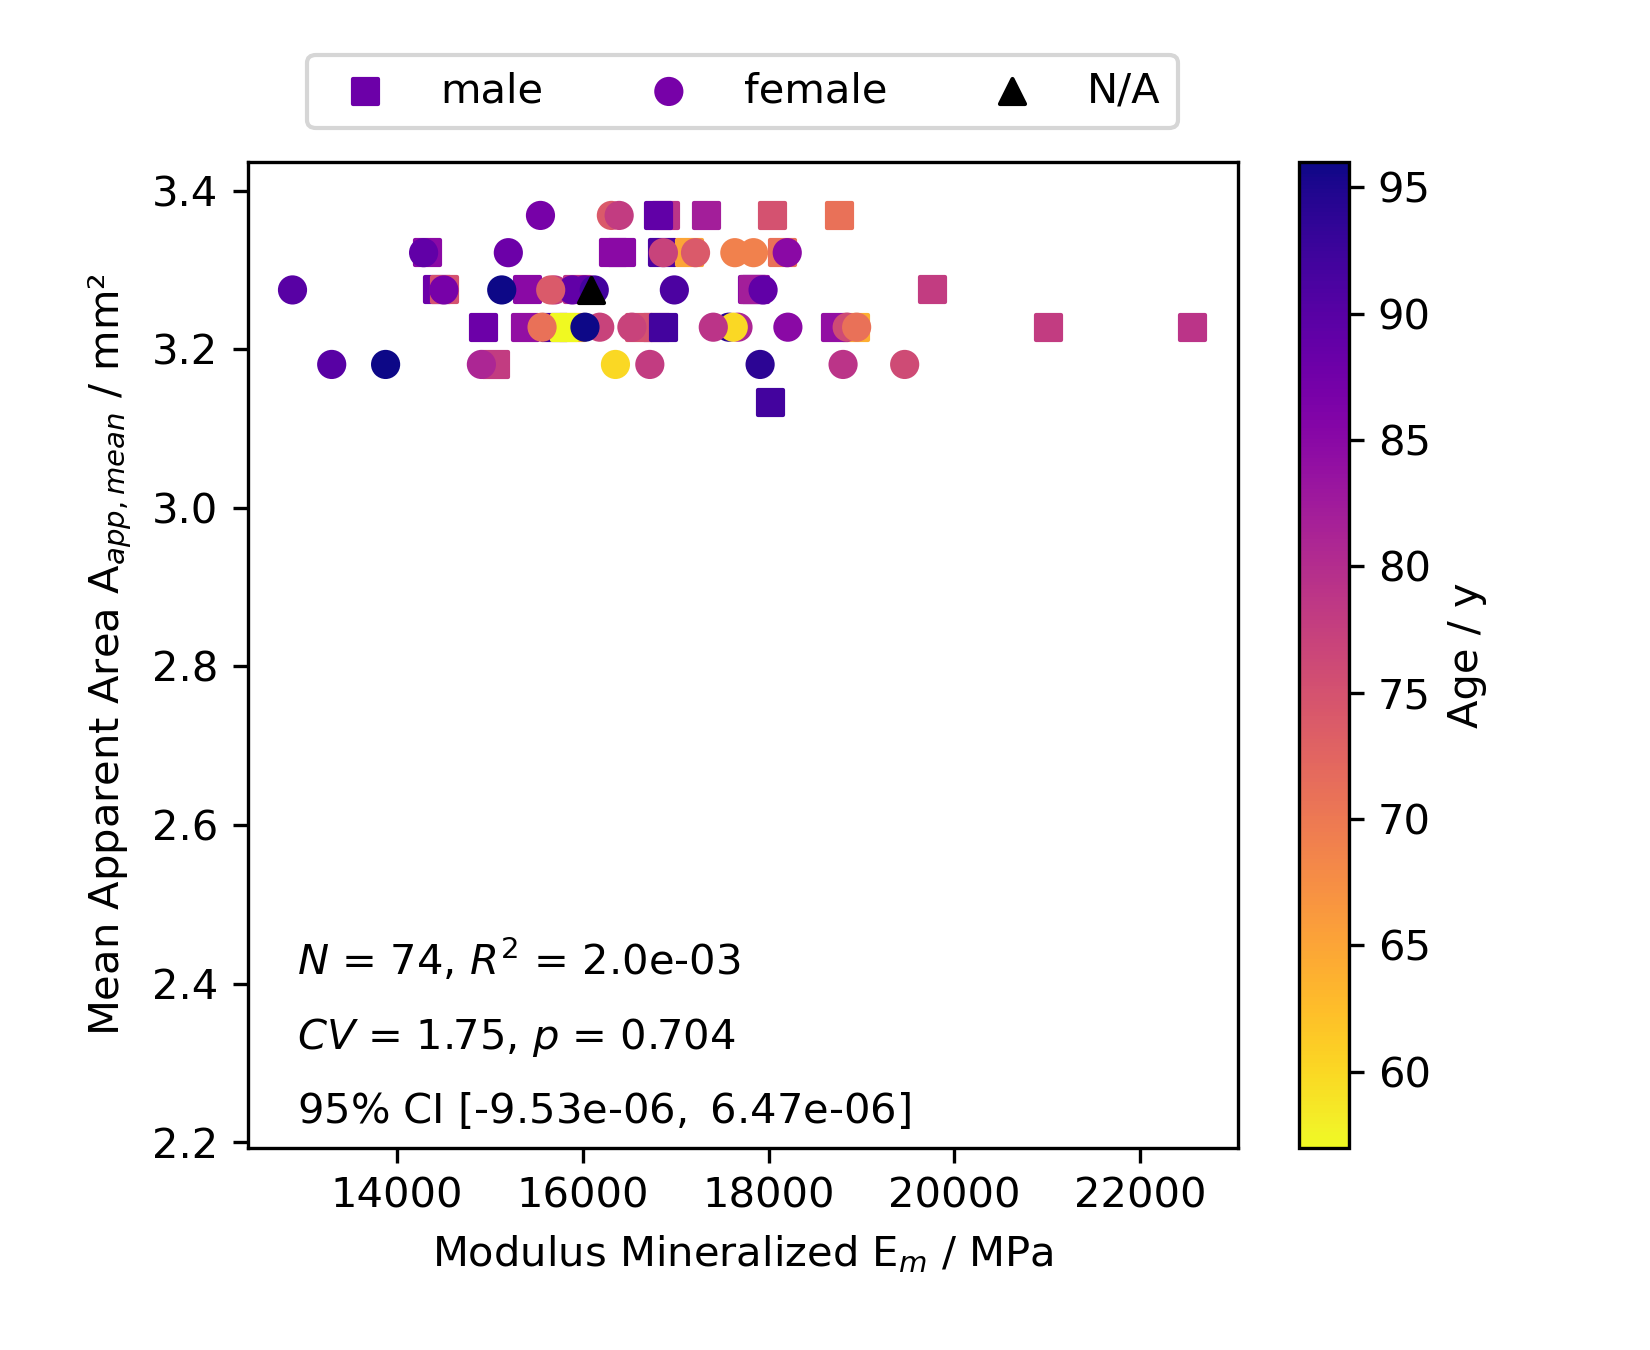 male female N/A
3.4
3.2
3.0
2.8
2.6
2.4
2.2
Mean Apparent Area A_app, mean / mm²
N = 74, R² = 2.0e-03
CV = 1.75, p = 0.704
95% CI [-9.53e-06, 6.47e-06]
14000 16000 18000 20000 22000
Modulus Mineralized E_m / MPa
95
90
85
80
75
70
65
60
Age / y